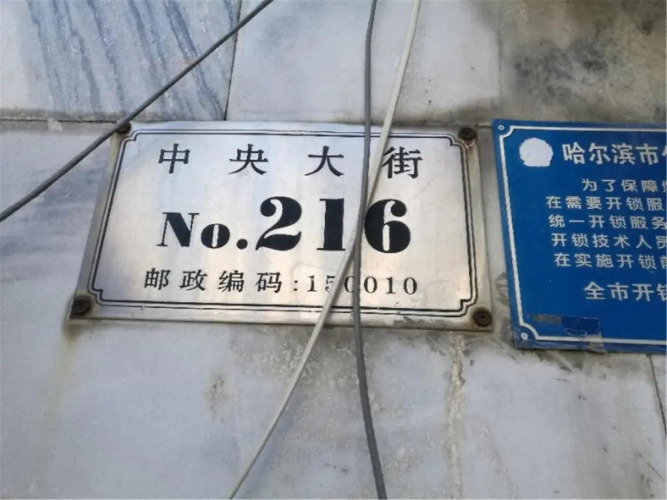 中央大街
No.216
邮政编码:150010
哈尔滨市
为了保障
在需要开锁服
统一开锁服务
开锁技术人员
在实施开锁前
全市开锁